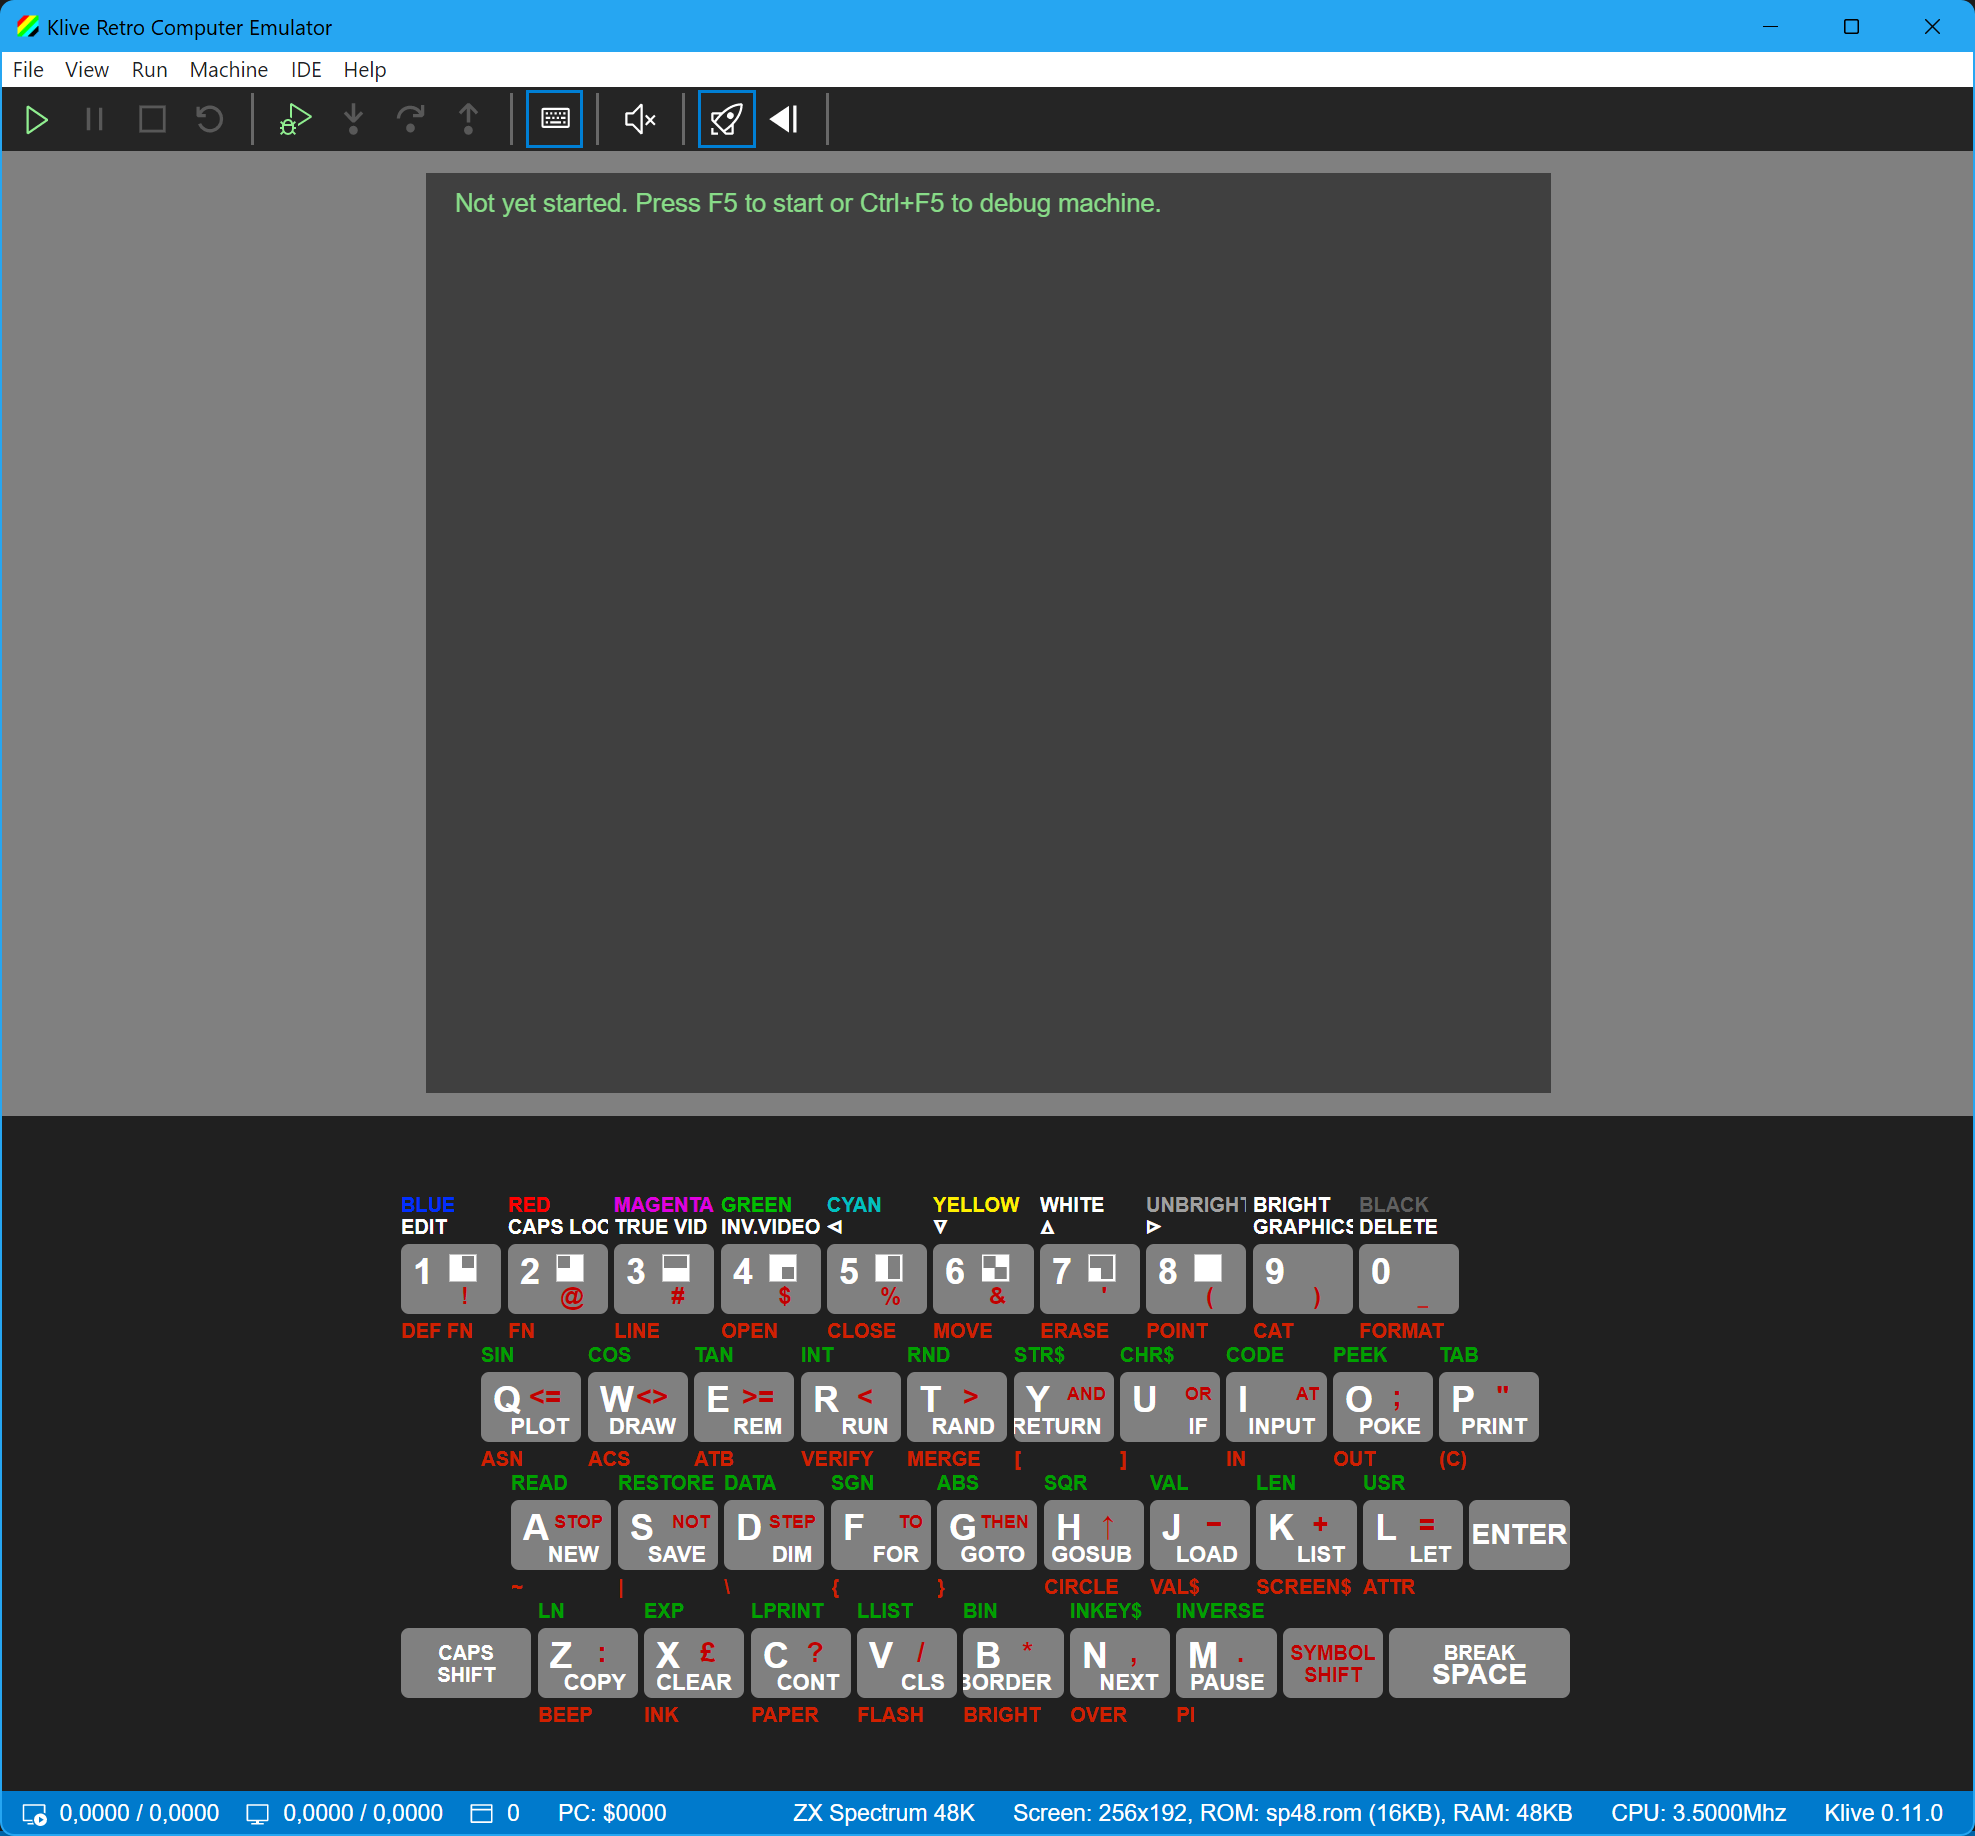 Klive Retro Computer Emulator
File View Run Machine IDE Help
Not yet started. Press F5 to start or Ctrl+F5 to debug machine.
BLUE RED MAGENTA GREEN CYAN YELLOW WHITE UNBRIGHT BRIGHT BLACK
EDIT CAPS LOC TRUE VID INV.VIDEO GRAPHICS DELETE
1 2 3 4 5 6 7 8 9 0
! @ # $ % & ' ( ) _
DEF FN FN LINE OPEN CLOSE MOVE ERASE POINT CAT FORMAT
SIN COS TAN INT RND STR$ CHR$ CODE PEEK TAB
Q <= W <> E >= R < T > Y AND U OR I AT O ; P "
PLOT DRAW REM RUN RAND RETURN IF INPUT POKE PRINT
ASN ACS ATB VERIFY MERGE [ ] IN OUT (C)
READ RESTORE DATA SGN ABS SQR VAL LEN USR
A STOP S NOT D STEP F TO G THEN H ↑ J − K + L = ENTER
NEW SAVE DIM FOR GOTO GOSUB LOAD LIST LET
~ | \ { } CIRCLE VAL$ SCREEN$ ATTR
LN EXP LPRINT LLIST BIN INKEY$ INVERSE
CAPS SHIFT Z : X £ C ? V / B * N , M . SYMBOL SHIFT BREAK SPACE
COPY CLEAR CONT CLS BORDER NEXT PAUSE
BEEP INK PAPER FLASH BRIGHT OVER PI
0,0000 / 0,0000 0,0000 / 0,0000 0 PC: $0000 ZX Spectrum 48K Screen: 256x192, ROM: sp48.rom (16KB), RAM: 48KB CPU: 3.5000Mhz Klive 0.11.0